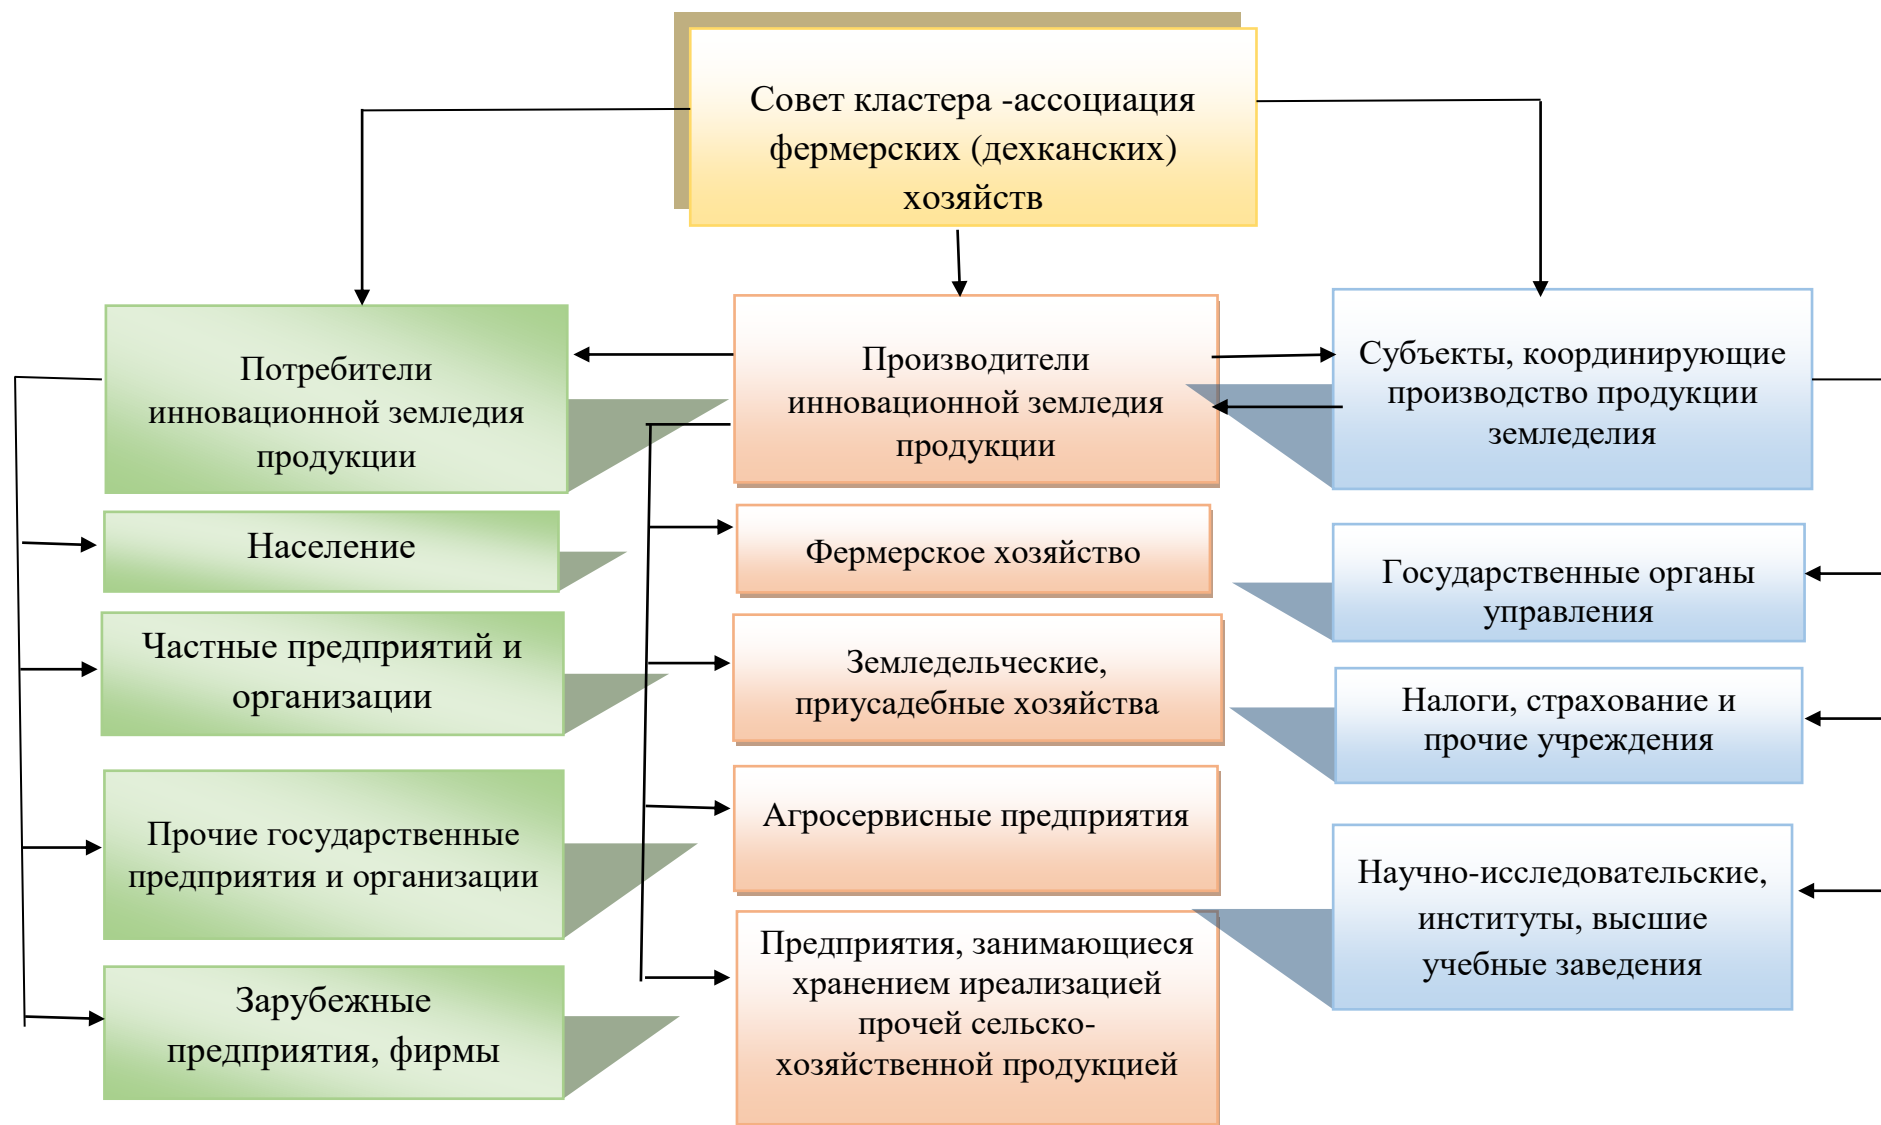 Совет кластера -ассоциация
фермерских (дехканских)
хозяйств
Потребители
инновационной земледия
продукции
Население
Частные предприятий и
организации
Прочие государственные
предприятия и организации
Зарубежные
предприятия, фирмы
Производители
инновационной земледия
продукции
Фермерское хозяйство
Земледельческие,
приусадебные хозяйства
Агросервисные предприятия
Предприятия, занимающиеся
хранением иреализацией
прочей сельско-
хозяйственной продукцией
Субъекты, координирующие
производство продукции
земледелия
Государственные органы
управления
Налоги, страхование и
прочие учреждения
Научно-исследовательские,
институты, высшие
учебные заведения